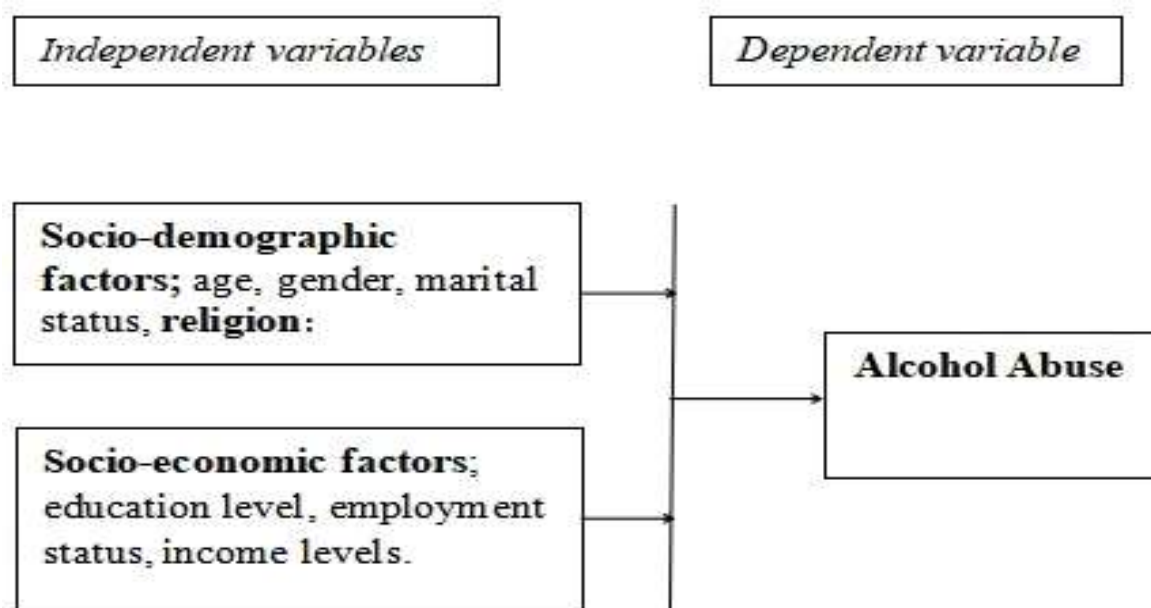 Independent variables
Dependent variable
Socio-demographic
factors; age, gender, marital
status, religion:
Alcohol Abuse
Socio-economic factors;
education level, employment
status, income levels.